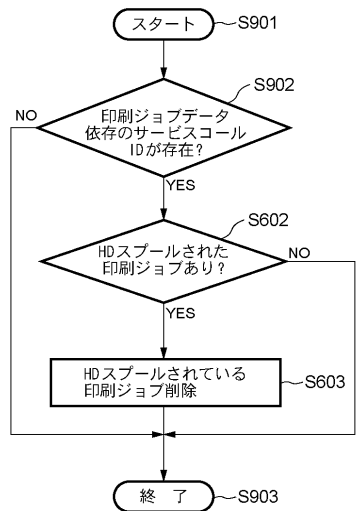 スタート
S901
S902
NO
印刷ジョブデータ
依存のサービスコール
IDが存在?
YES
S602
HDスプールされた
印刷ジョブあり?
NO
YES
HDスプールされている
印刷ジョブ削除
S603
終 了
S903